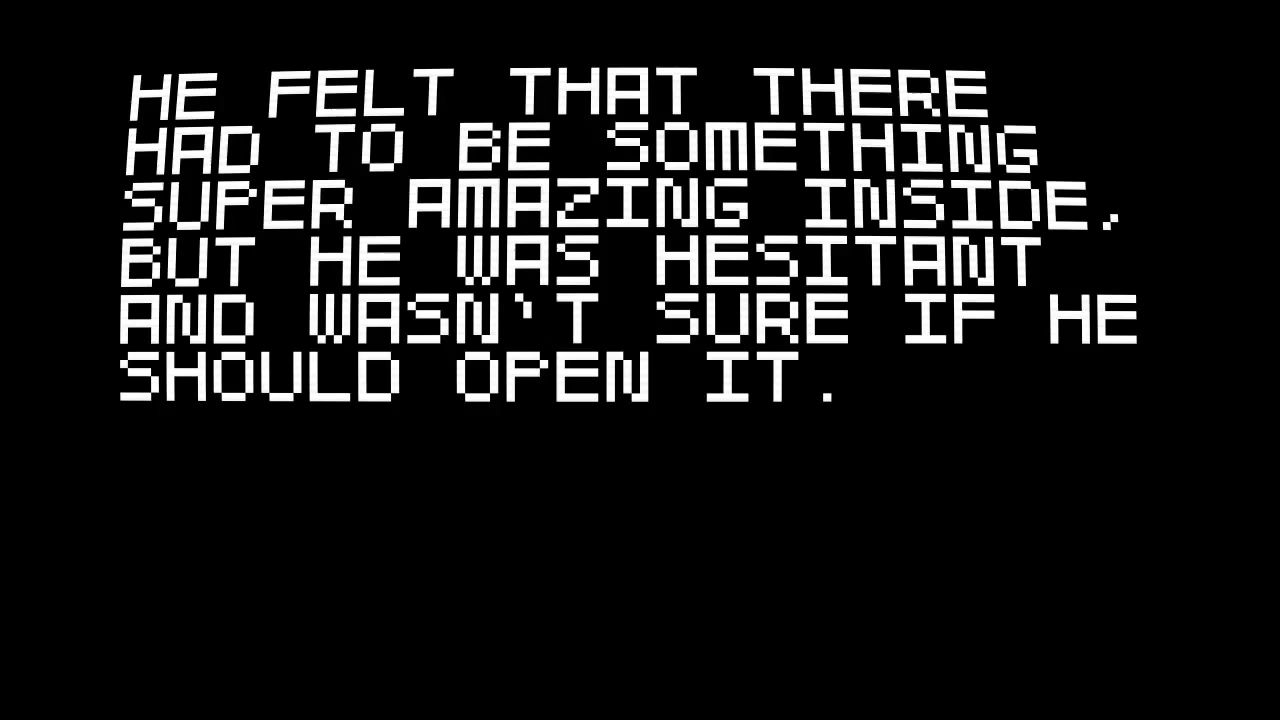 HE FELT THAT THERE
HAD TO BE SOMETHING
SUPER AMAZING INSIDE,
BUT HE WAS HESITANT
AND WASN'T SURE IF HE
SHOULD OPEN IT.